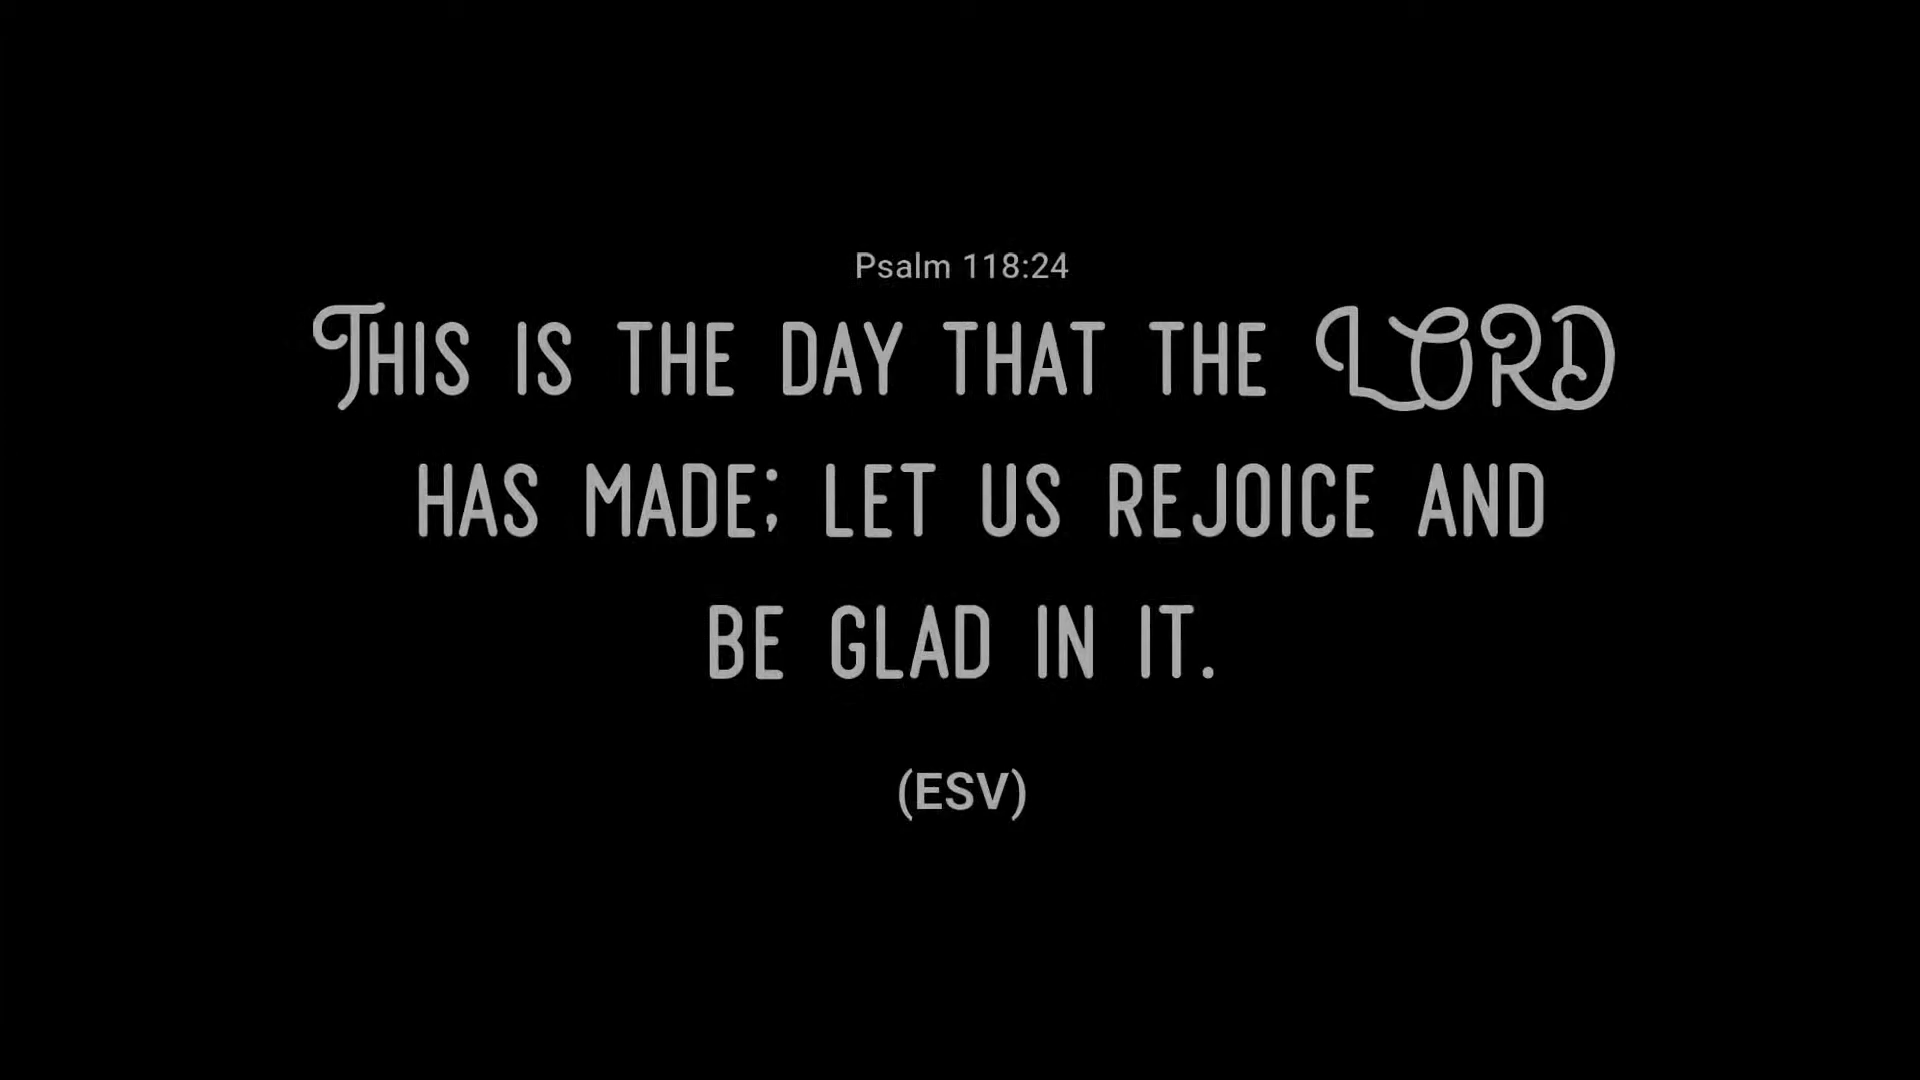 Psalm 118:24
This is the day that the LORD
has made; let us rejoice and
be glad in it.
(ESV)